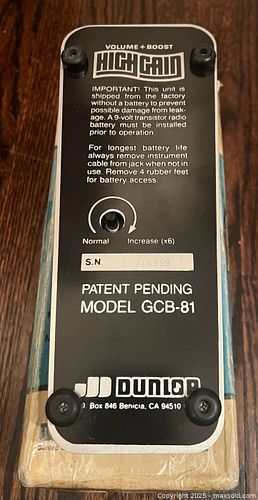 VOLUME + BOOST
HIGH GAIN
IMPORTANT! This unit is
shipped from the factory
without a battery to prevent
possible damage from leak-
age. A 9-volt transistor radio
battery must be installed
prior to operation.
For longest battery life
always remove instrument
cable from jack when not in
use. Remove 4 rubber feet
for battery access.
Normal Increase (x6)
S.N.
PATENT PENDING
MODEL GCB-81
JD DUNLOP
. Box 846 Benicia, CA 94510
Dunlop
Copyright © 2025 - maxsold.com